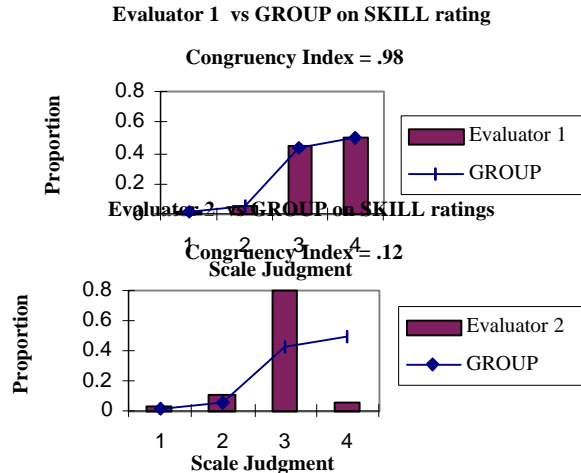 Evaluator 1 vs GROUP on SKILL rating
Congruency Index = .98
Proportion
0.8
0.6
0.4
0.2
0
1 2 3 4
Scale Judgment
Evaluator 1
GROUP
Evaluator 2 vs GROUP on SKILL ratings
Congruency Index = .12
Proportion
0.8
0.6
0.4
0.2
0
1 2 3 4
Scale Judgment
Evaluator 2
GROUP